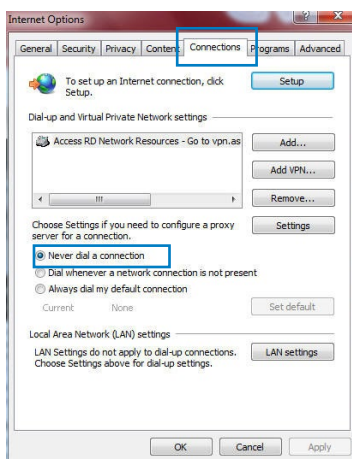 Internet Options
General Security Privacy Content Connections Programs Advanced
To set up an Internet connection, click
Setup.
Setup
Dial-up and Virtual Private Network settings
Access RD Network Resources - Go to vpn.as
Add...
Add VPN...
Remove...
Choose Settings if you need to configure a proxy
server for a connection.
Settings
Never dial a connection
Dial whenever a network connection is not present
Always dial my default connection
Current None
Set default
Local Area Network (LAN) settings
LAN Settings do not apply to dial-up connections.
Choose Settings above for dial-up settings.
LAN settings
OK Cancel Apply